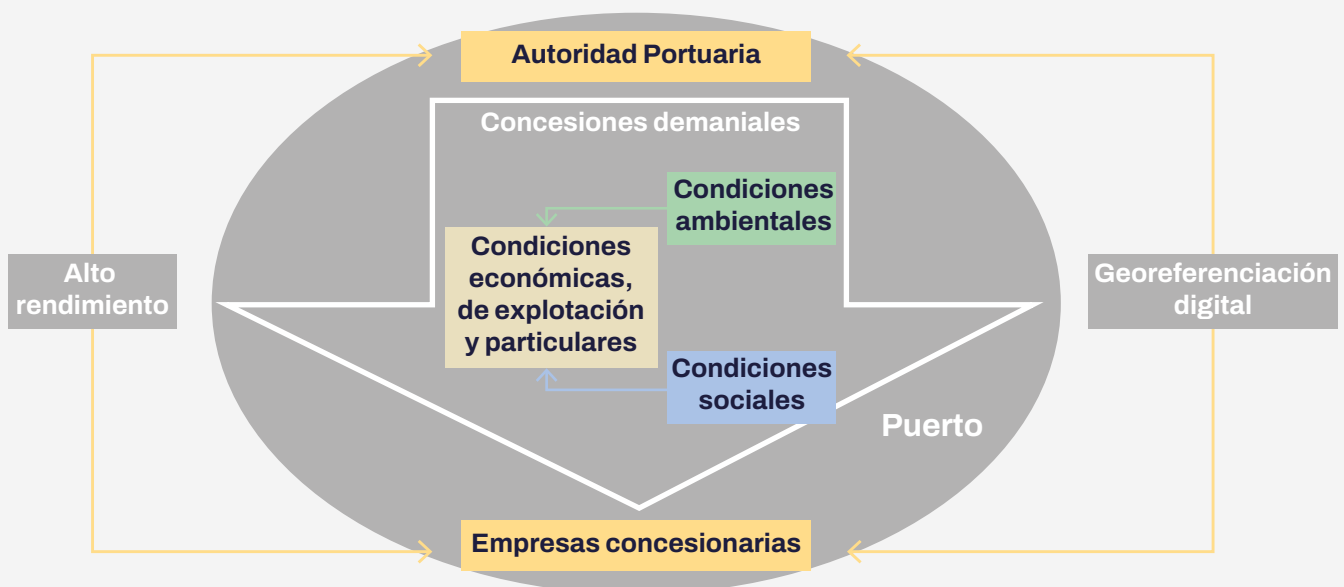 Autoridad Portuaria
Concesiones demaniales
Condiciones
ambientales
Condiciones
económicas,
de explotación
y particulares
Alto
rendimiento
Georeferenciación
digital
Condiciones
sociales
Puerto
Empresas concesionarias